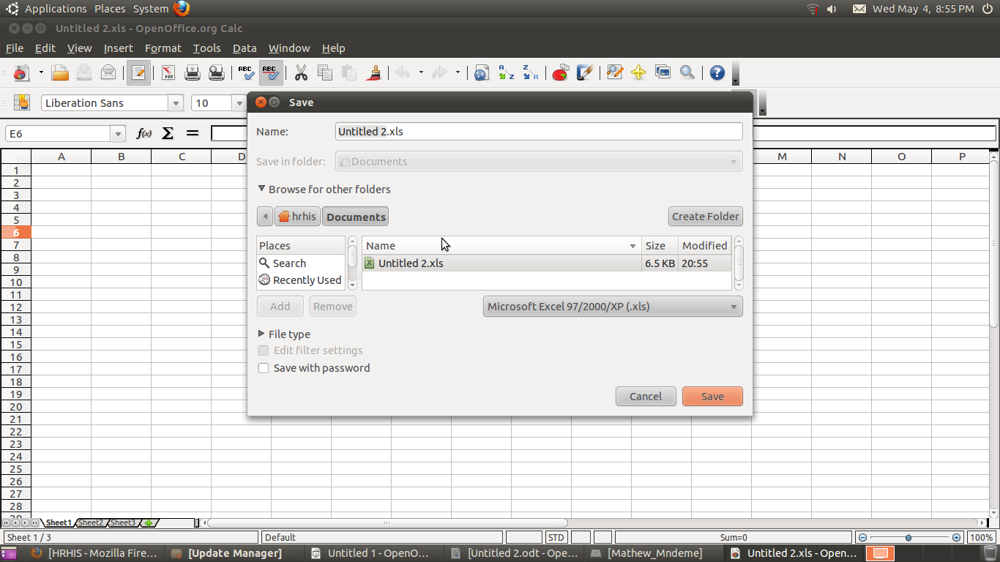 Applications Places System Wed May 4, 8:55 PM
Untitled 2.xls - OpenOffice.org Calc
File Edit View Insert Format Tools Data Window Help
PDF ABC ABC A Z Z A
Liberation Sans 10
Save
Name: Untitled 2.xls
E6 f(x) Σ =
Save in folder: Documents
A B C D M N O P
Browse for other folders
hrhis Documents Create Folder
Places Name Size Modified
Search Untitled 2.xls 6.5 KB 20:55
Recently Used
Add Remove Microsoft Excel 97/2000/XP (.xls)
File type
Edit filter settings
Save with password
Cancel Save
1
2
3
4
5
6
7
8
9
10
11
12
13
14
15
16
17
18
19
20
21
22
23
24
25
26
27
28
29
Sheet1 Sheet2 Sheet3
Sheet 1 / 3 Default STD Sum=0 100%
[HRHIS - Mozilla Fire... [Update Manager] Untitled 1 - OpenO... [Untitled 2.odt - Ope... [Mathew_Mndeme] Untitled 2.xls - Open...